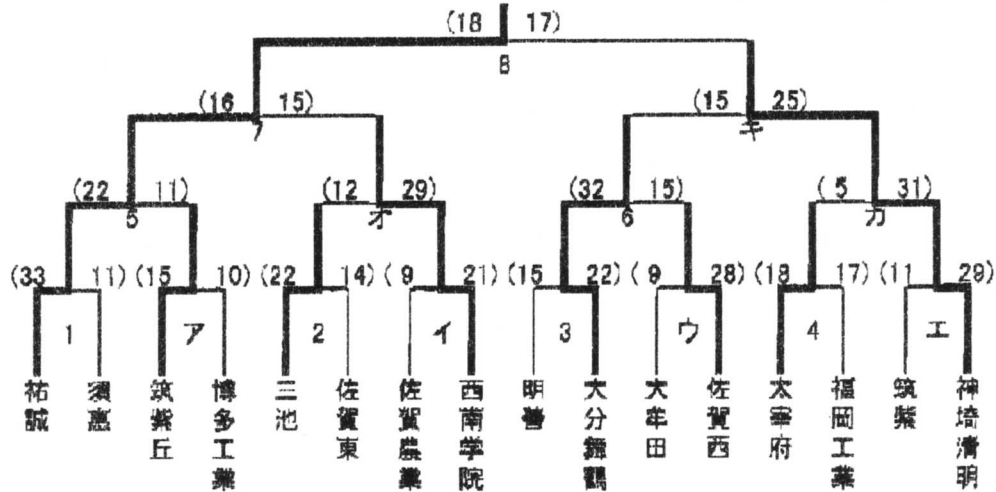 (18 17)
8
(16 15) (15 25)
7 キ
(22 11) (12 29) (32 15) (5 31)
5 オ 6 カ
(33 11) (15 10) (22 14) (9 21) (15 22) (9 28) (18 17) (11 29)
1 ア 2 イ 3 ウ 4 エ
祐誠
須恵
筑紫丘
博多工業
三池
佐賀東
佐賀農業
西南学院
明善
大分舞鶴
大牟田
佐賀西
太宰府
福岡工業
筑紫
神埼清明